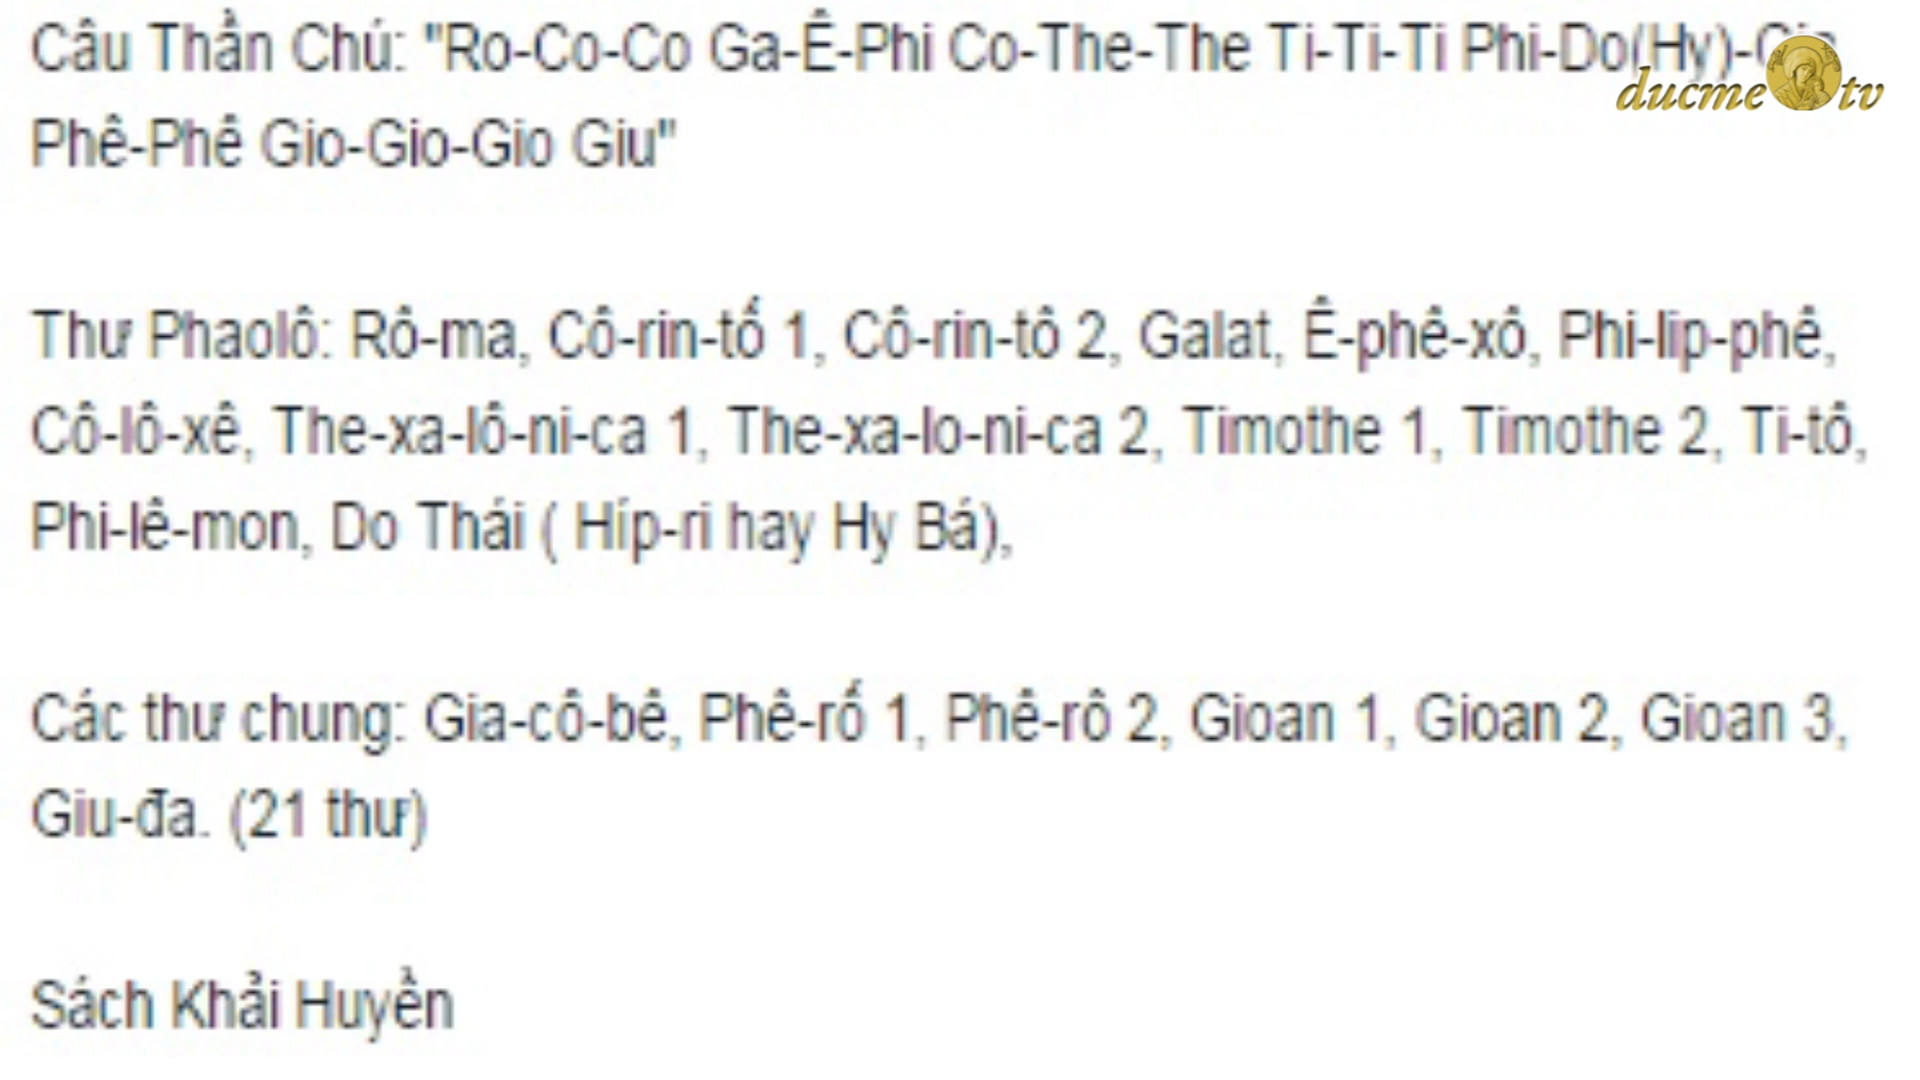 Câu Thần Chú: "Ro-Co-Co Ga-Ê-Phi Co-The-The Ti-Ti-Ti Phi-Do(Hy)-Gia
Phê-Phê Gio-Gio-Gio Giu"
ducme tv
Thư Phaolô: Rô-ma, Cô-rin-tố 1, Cô-rin-tô 2, Galat, Ê-phê-xô, Phi-lip-phê,
Cô-lô-xê, The-xa-lô-ni-ca 1, The-xa-lo-ni-ca 2, Timothe 1, Timothe 2, Ti-tô,
Phi-lê-mon, Do Thái ( Híp-ri hay Hy Bá),
Các thư chung: Gia-cô-bê, Phê-rố 1, Phê-rô 2, Gioan 1, Gioan 2, Gioan 3,
Giu-đa. (21 thư)
Sách Khải Huyền